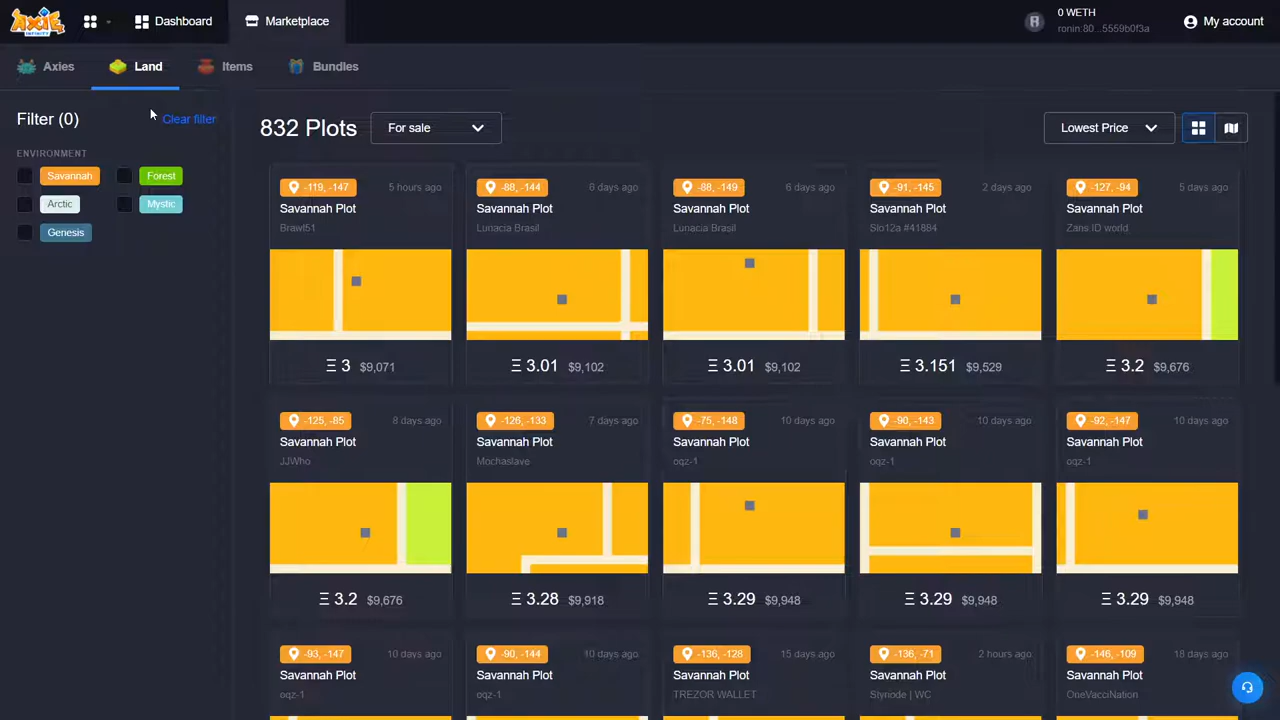 AXIE
INFINITY
Dashboard
Marketplace
0 WETH
ronin:80...5559b0f3a
My account
Axies
Land
Items
Bundles
Filter (0)
Clear filter
832 Plots
For sale
Lowest Price
ENVIRONMENT
Savannah
Forest
Arctic
Mystic
Genesis
-119, -147
5 hours ago
Savannah Plot
Brawl51
Ξ 3 $9,071
-88, -144
6 days ago
Savannah Plot
Lunacia Brasil
Ξ 3.01 $9,102
-88, -149
6 days ago
Savannah Plot
Lunacia Brasil
Ξ 3.01 $9,102
-91, -145
2 days ago
Savannah Plot
Slo12a #41884
Ξ 3.151 $9,529
-127, -94
5 days ago
Savannah Plot
Zans ID world
Ξ 3.2 $9,676
-125, -85
8 days ago
Savannah Plot
JJWho
Ξ 3.2 $9,676
-126, -133
7 days ago
Savannah Plot
Mochaslave
Ξ 3.28 $9,918
-75, -148
10 days ago
Savannah Plot
oqz-1
Ξ 3.29 $9,948
-90, -143
10 days ago
Savannah Plot
oqz-1
Ξ 3.29 $9,948
-92, -147
10 days ago
Savannah Plot
oqz-1
Ξ 3.29 $9,948
-93, -147
10 days ago
Savannah Plot
oqz-1
-90, -144
10 days ago
Savannah Plot
oqz-1
-136, -128
15 days ago
Savannah Plot
TREZOR WALLET
-136, -71
2 hours ago
Savannah Plot
Styriode | WC
-146, -109
18 days ago
Savannah Plot
OneVacciNation